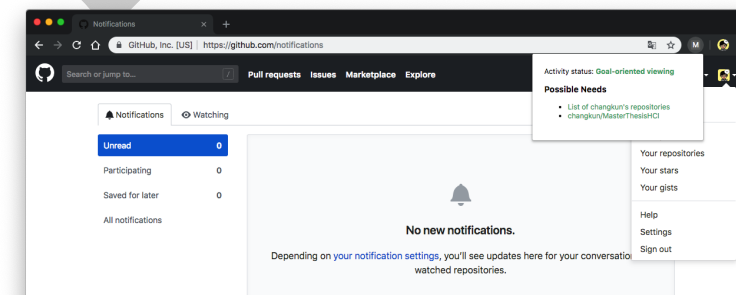 Notifications
GitHub, Inc. [US] | https://github.com/notifications
M
Search or jump to...
/
Pull requests Issues Marketplace Explore
Activity status: Goal-oriented viewing
Possible Needs
List of changkun's repositories
changkun/MasterThesisHCI
Notifications
Watching
Unread 0
Participating 0
Saved for later 0
All notifications
No new notifications.
Depending on your notification settings, you'll see updates here for your conversation
watched repositories.
Your repositories
Your stars
Your gists
Help
Settings
Sign out